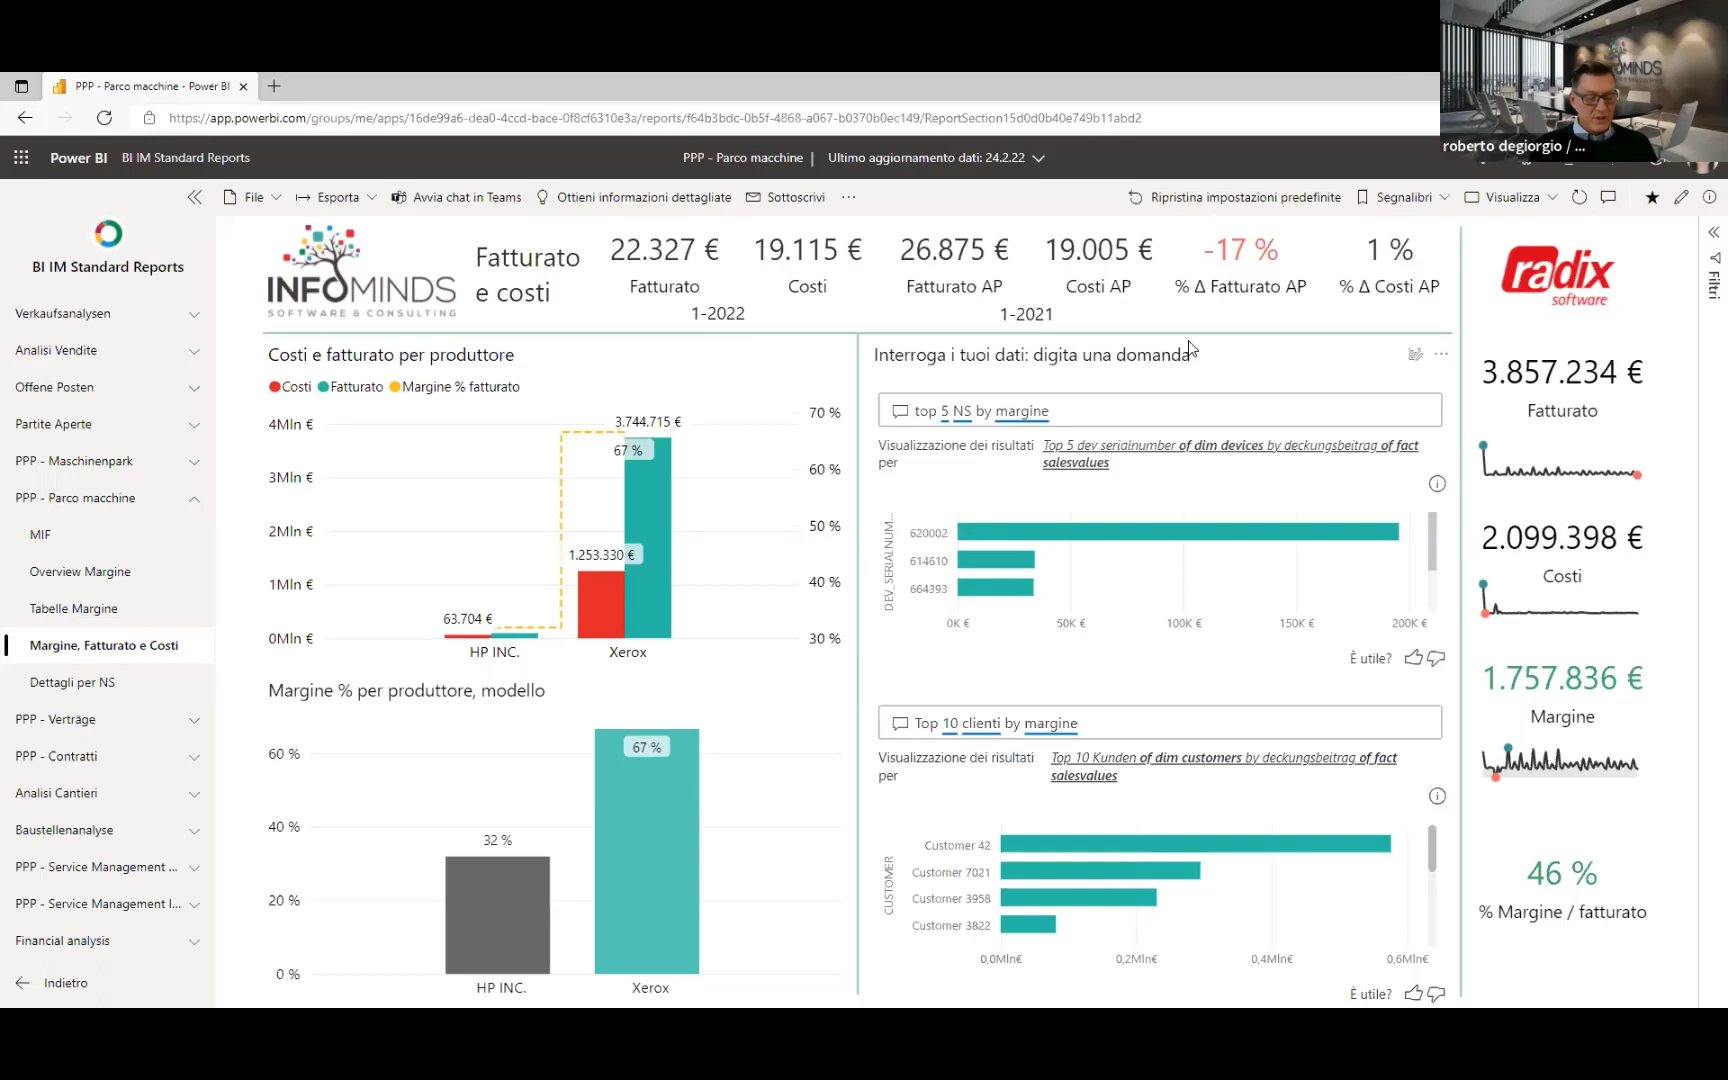 MINDS
roberto degiorgio / ...
PPP - Parco macchine - Power BI
https://app.powerbi.com/groups/me/apps/16de99a6-dea0-4ccd-bace-0f8cf6310e3a/reports/f64b3bdc-0b5f-4868-a067-b0370b0ec149/ReportSection15d0d0b40e749b11abd2
Power BI BI IM Standard Reports
PPP - Parco macchine | Ultimo aggiornamento dati: 24.2.22
File Esporta Avvia chat in Teams Ottieni informazioni dettagliate Sottoscrivi ...
Ripristina impostazioni predefinite Segnalibri Visualizza
BI IM Standard Reports
Verkaufsanalysen
Analisi Vendite
Offene Posten
Partite Aperte
PPP - Maschinenpark
PPP - Parco macchine
MIF
Overview Margine
Tabelle Margine
Margine, Fatturato e Costi
Dettagli per NS
PPP - Verträge
PPP - Contratti
Analisi Cantieri
Baustellenanalyse
PPP - Service Management ...
PPP - Service Management I...
Financial analysis
Indietro
INFOMINDS
SOFTWARE & CONSULTING
Fatturato
e costi
22.327 € 19.115 € 26.875 € 19.005 € -17 % 1 %
Fatturato Costi Fatturato AP Costi AP % Δ Fatturato AP % Δ Costi AP
1-2022 1-2021
Costi e fatturato per produttore
Costi Fatturato Margine % fatturato
4Mln €
3Mln €
2Mln €
1Mln €
0Mln €
70 %
60 %
50 %
40 %
30 %
3.744.715 €
67 %
1.253.330 €
63.704 €
HP INC. Xerox
Margine % per produttore, modello
60 %
40 %
20 %
0 %
67 %
32 %
HP INC. Xerox
Interroga i tuoi dati: digita una domanda
top 5 NS by margine
Visualizzazione dei risultati per
Top 5 dev serialnumber of dim devices by deckungsbeitrag of fact salesvalues
DEV_SERIALNUM...
620002
614610
664393
0K € 50K € 100K € 150K € 200K €
È utile?
Top 10 clienti by margine
Visualizzazione dei risultati per
Top 10 Kunden of dim customers by deckungsbeitrag of fact salesvalues
CUSTOMER
Customer 42
Customer 7021
Customer 3958
Customer 3822
0,0Mln€ 0,2Mln€ 0,4Mln€ 0,6Mln€
È utile?
radix
software
3.857.234 €
Fatturato
2.099.398 €
Costi
1.757.836 €
Margine
46 %
% Margine / fatturato
Filtri